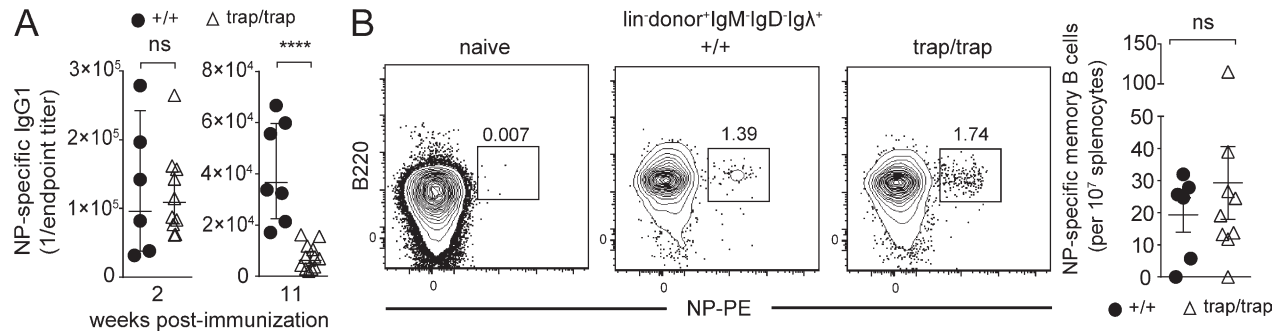 A
● +/+ △ trap/trap
ns
****
NP-specific IgG1
(1/endpoint titer)
3×10⁵
2×10⁵
1×10⁵
0
8×10⁴
6×10⁴
4×10⁴
2×10⁴
0
2
11
weeks post-immunization
B
lin⁻donor⁺IgM⁻IgD⁻Igλ⁺
naive
+/+
trap/trap
0.007
1.39
1.74
B220
0
0
0
0
0
0
NP-PE
ns
NP-specific memory B cells
(per 10⁷ splenocytes)
150
100
50
40
30
20
10
0
● +/+ △ trap/trap